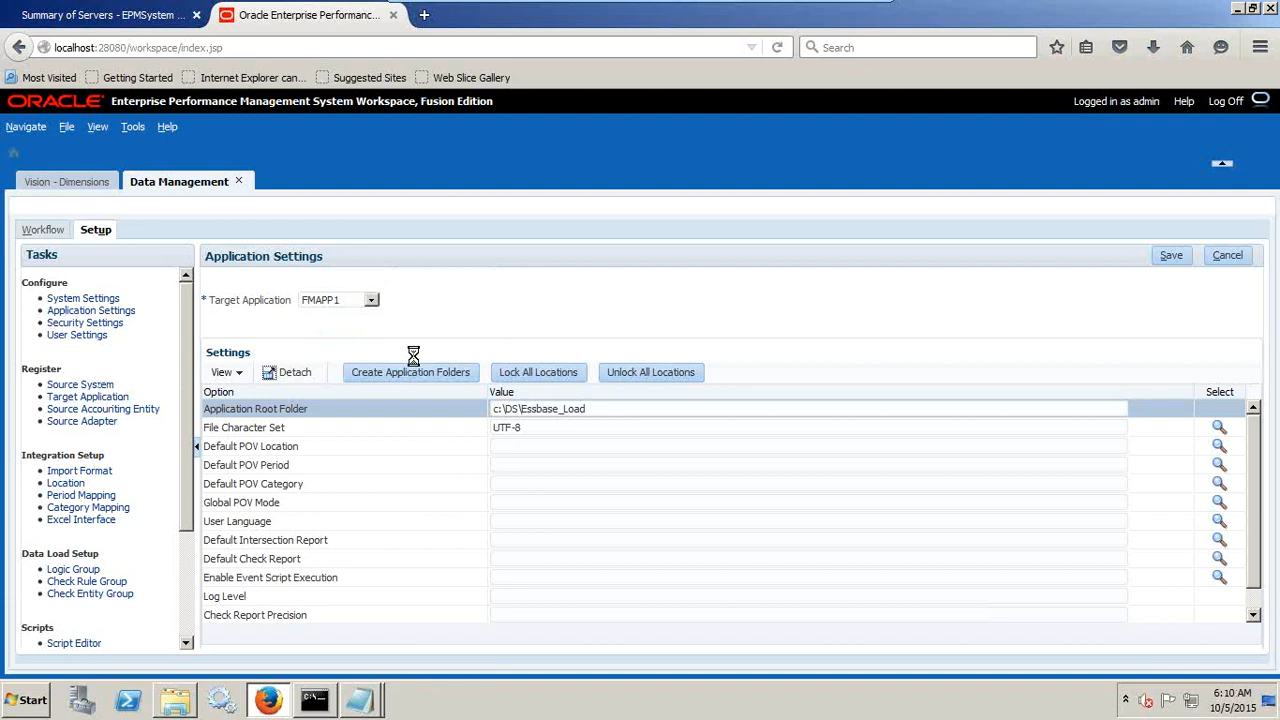 Summary of Servers - EPMSystem
Oracle Enterprise Performanc...
localhost:28080/workspace/index.jsp
Search
Most Visited Getting Started Internet Explorer can... Suggested Sites Web Slice Gallery
ORACLE Enterprise Performance Management System Workspace, Fusion Edition
Logged in as admin Help Log Off
Navigate File View Tools Help
Vision - Dimensions Data Management
Workflow Setup
Tasks
Configure
System Settings
Application Settings
Security Settings
User Settings
Register
Source System
Target Application
Source Accounting Entity
Source Adapter
Integration Setup
Import Format
Location
Period Mapping
Category Mapping
Excel Interface
Data Load Setup
Logic Group
Check Rule Group
Check Entity Group
Scripts
Script Editor
Application Settings
Save Cancel
* Target Application FMAPP1
Settings
View Detach Create Application Folders Lock All Locations Unlock All Locations
Option Value Select
Application Root Folder c:\DS\Essbase_Load
File Character Set UTF-8
Default POV Location
Default POV Period
Default POV Category
Global POV Mode
User Language
Default Intersection Report
Default Check Report
Enable Event Script Execution
Log Level
Check Report Precision
Start
6:10 AM
10/5/2015